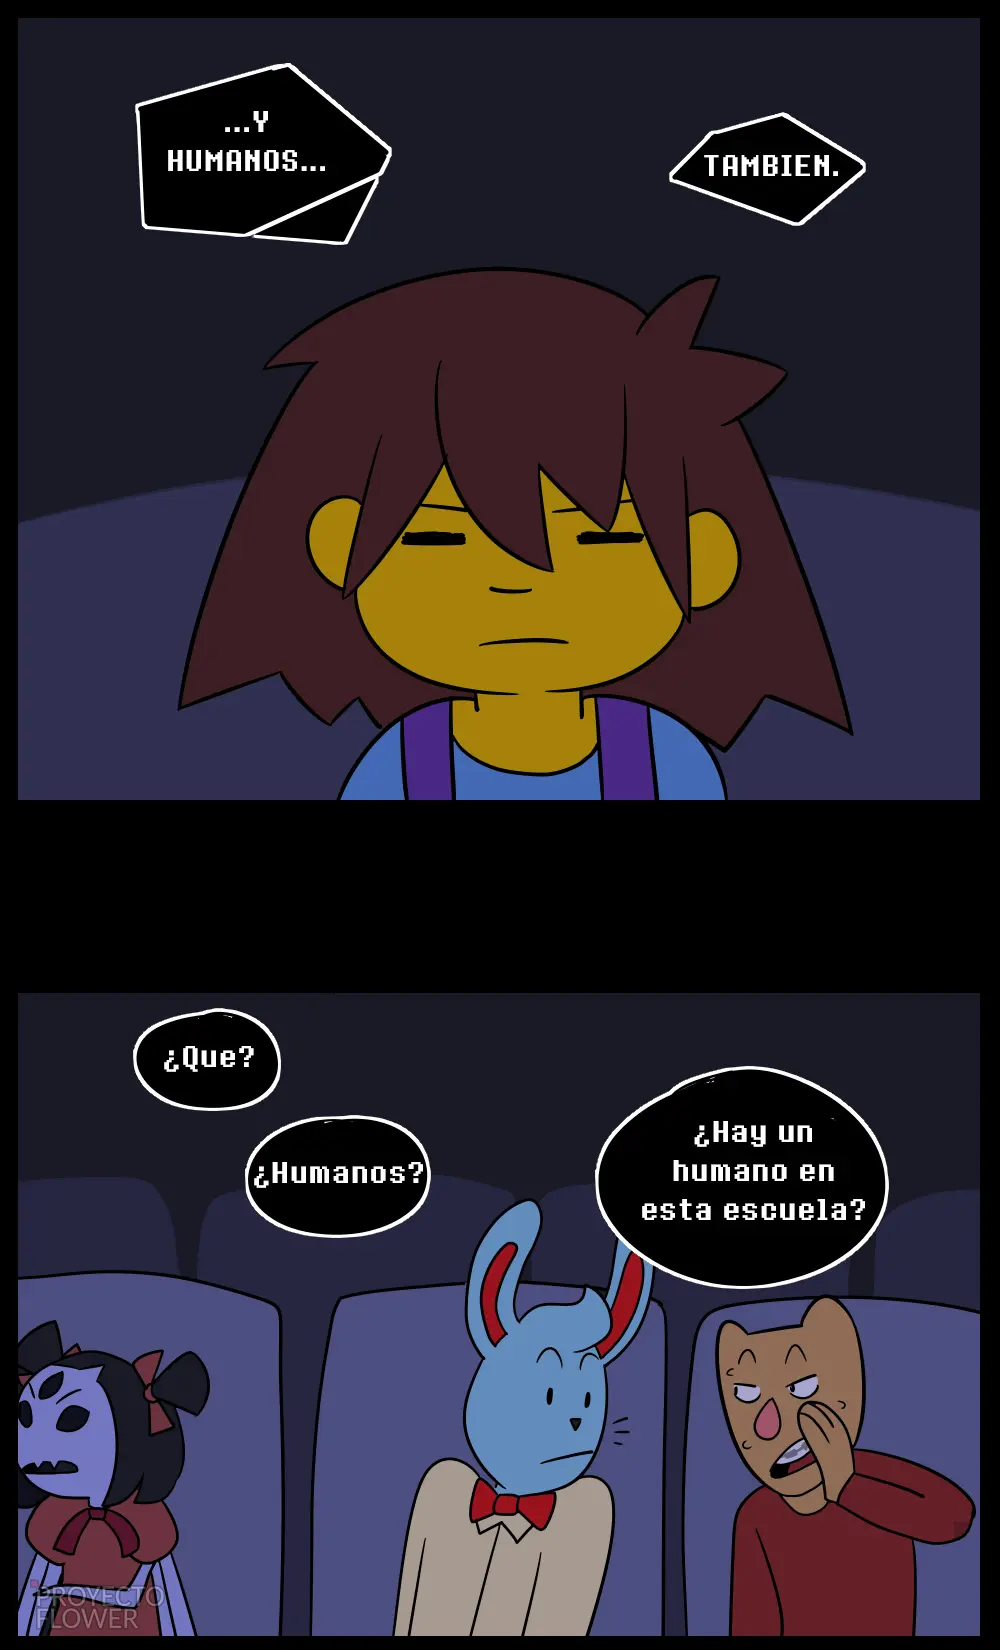 ...Y
HUMANOS...
TAMBIEN.
¿Que?
¿Humanos?
¿Hay un
humano en
esta escuela?
PROYECTO
FLOWER